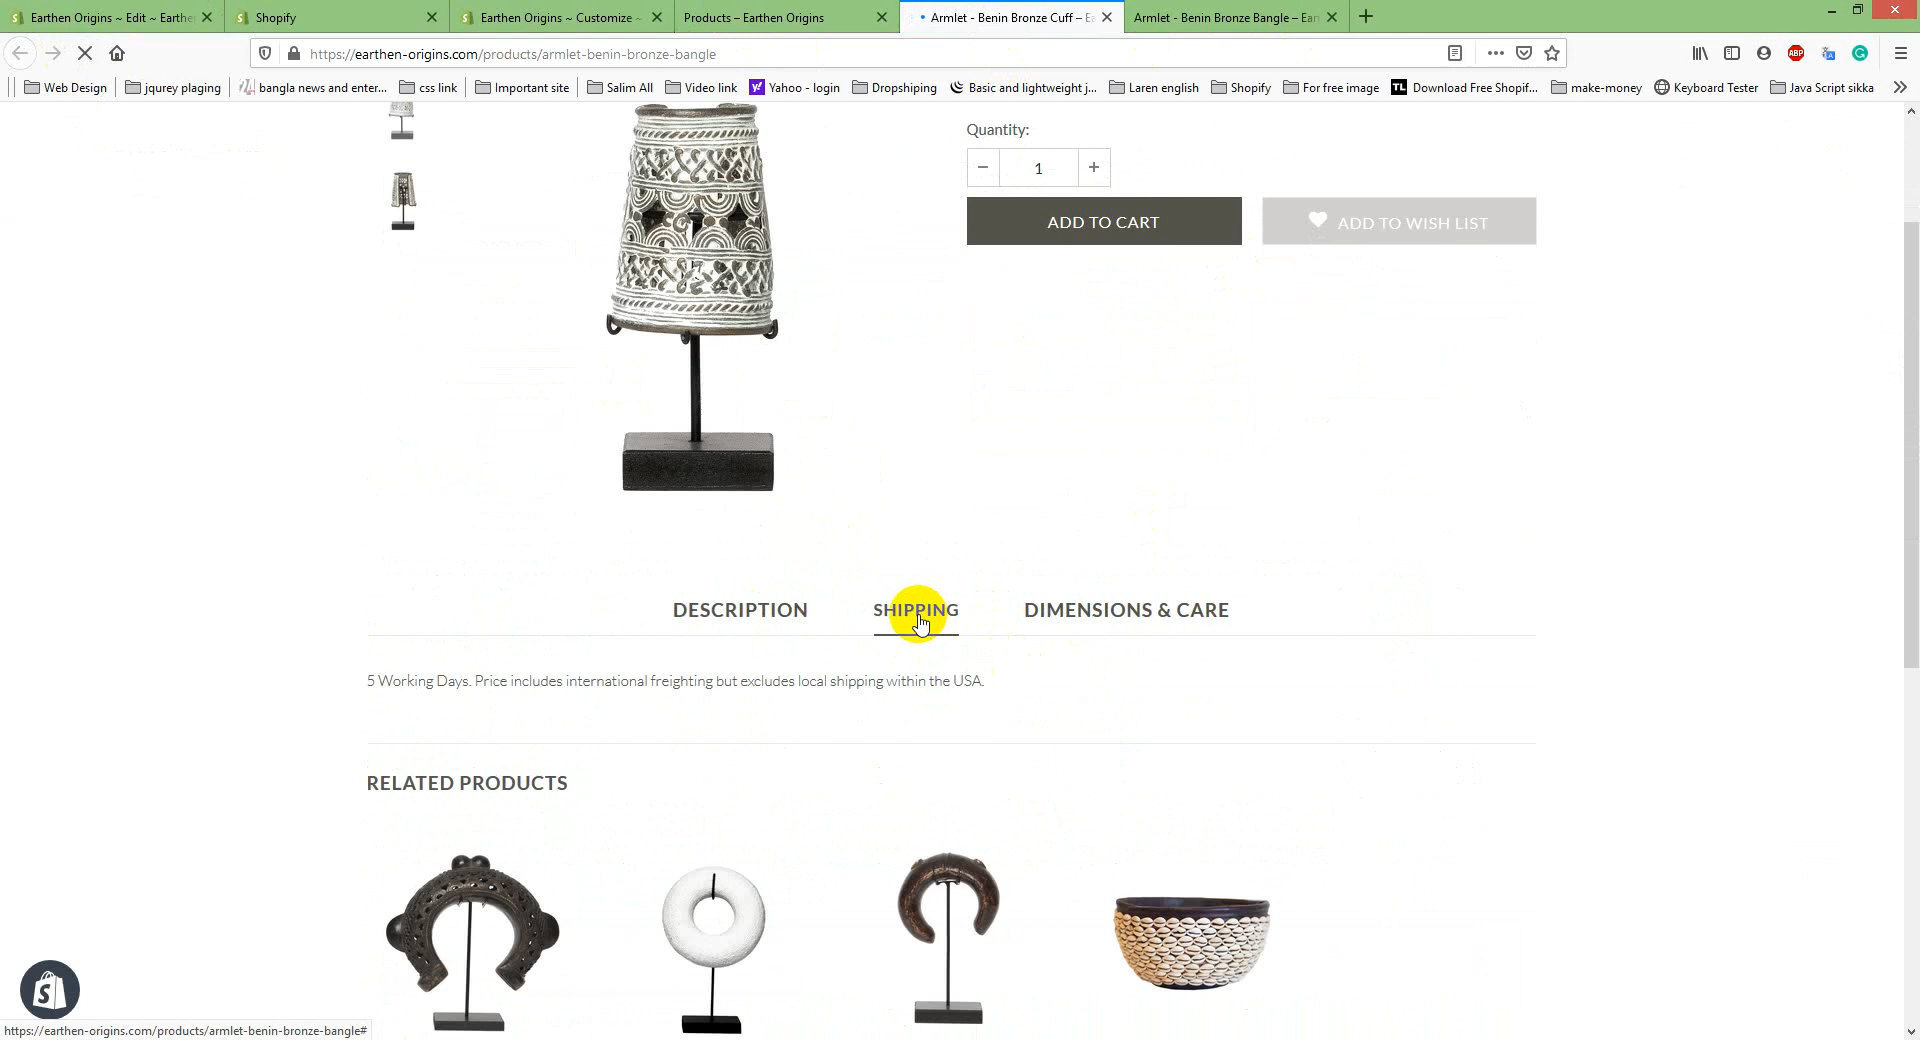 Earthen Origins ~ Edit ~ Earthe
Shopify
Earthen Origins ~ Customize ~
Products – Earthen Origins
Armlet - Benin Bronze Cuff – Ea
Armlet - Benin Bronze Bangle – Ear
https://earthen-origins.com/products/armlet-benin-bronze-bangle
ABP
Web Design
jqurey plaging
bangla news and enter...
css link
Important site
Salim All
Video link
Yahoo - login
Dropshiping
Basic and lightweight j...
Laren english
Shopify
For free image
TL
Download Free Shopif...
make-money
Keyboard Tester
Java Script sikka
Quantity:
− 1 +
ADD TO CART
ADD TO WISH LIST
DESCRIPTION
SHIPPING
DIMENSIONS & CARE
5 Working Days. Price includes international freighting but excludes local shipping within the USA.
RELATED PRODUCTS
https://earthen-origins.com/products/armlet-benin-bronze-bangle#